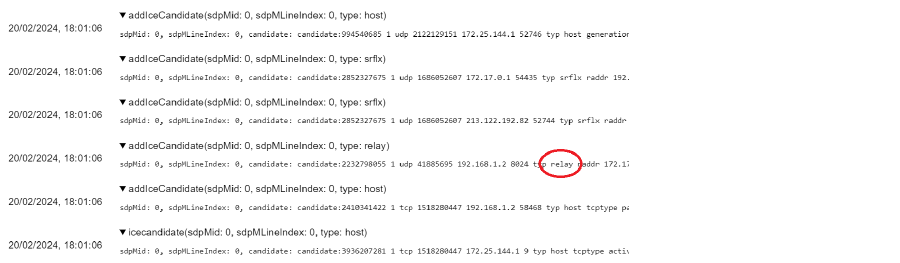 ▼ addIceCandidate(sdpMid: 0, sdpMLineIndex: 0, type: host)
20/02/2024, 18:01:06
sdpMid: 0, sdpMLineIndex: 0, candidate: candidate:994540685 1 udp 2122129151 172.25.144.1 52746 typ host generation
▼ addIceCandidate(sdpMid: 0, sdpMLineIndex: 0, type: srflx)
20/02/2024, 18:01:06
sdpMid: 0, sdpMLineIndex: 0, candidate: candidate:2852327675 1 udp 1686052607 172.17.0.1 54435 typ srflx raddr 192.
▼ addIceCandidate(sdpMid: 0, sdpMLineIndex: 0, type: srflx)
20/02/2024, 18:01:06
sdpMid: 0, sdpMLineIndex: 0, candidate: candidate:2852327675 1 udp 1686052607 213.122.192.82 52744 typ srflx raddr
▼ addIceCandidate(sdpMid: 0, sdpMLineIndex: 0, type: relay)
20/02/2024, 18:01:06
sdpMid: 0, sdpMLineIndex: 0, candidate: candidate:2232798055 1 udp 41885695 192.168.1.2 8024 typ relay raddr 172.17
▼ addIceCandidate(sdpMid: 0, sdpMLineIndex: 0, type: host)
20/02/2024, 18:01:06
sdpMid: 0, sdpMLineIndex: 0, candidate: candidate:2410341422 1 tcp 1518280447 192.168.1.2 58468 typ host tcptype pa
▼ icecandidate(sdpMid: 0, sdpMLineIndex: 0, type: host)
20/02/2024, 18:01:06
sdpMid: 0, sdpMLineIndex: 0, candidate: candidate:3936207281 1 tcp 1518280447 172.25.144.1 9 typ host tcptype activ